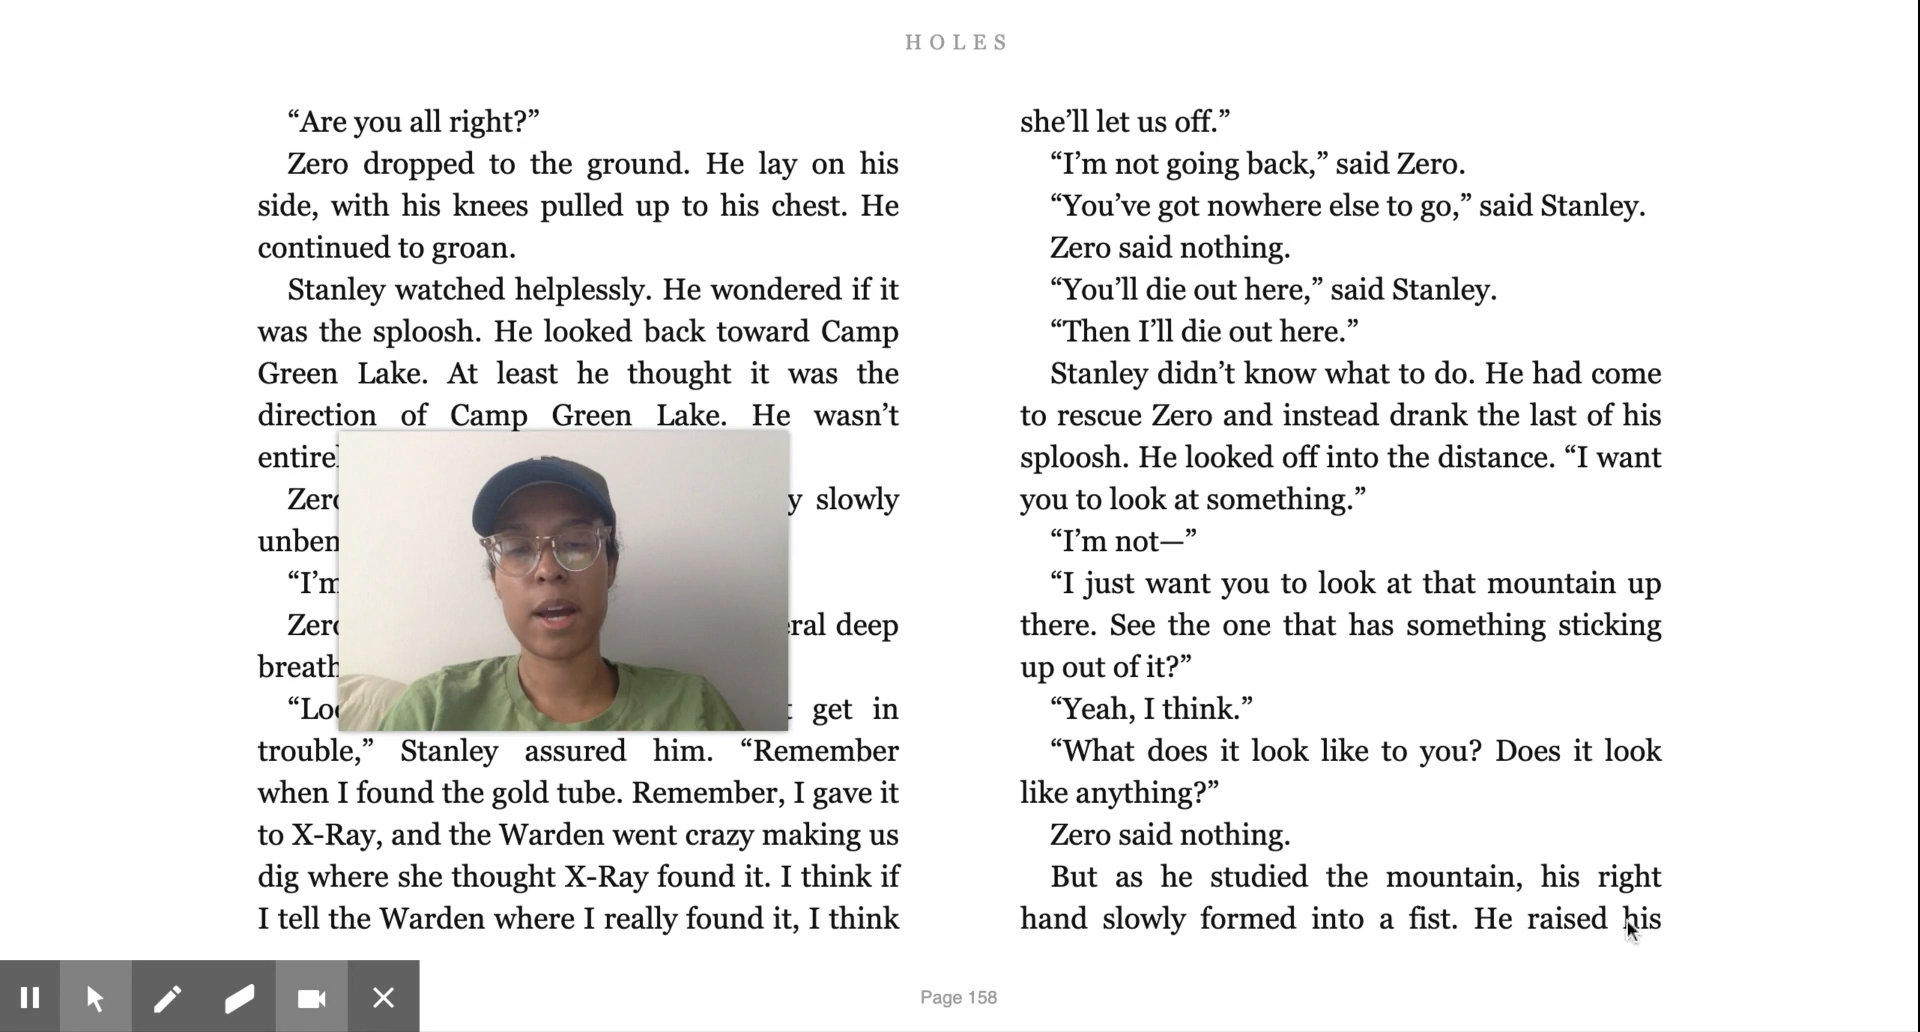 HOLES
“Are you all right?”
Zero dropped to the ground. He lay on his
side, with his knees pulled up to his chest. He
continued to groan.
Stanley watched helplessly. He wondered if it
was the sploosh. He looked back toward Camp
Green Lake. At least he thought it was the
direction of Camp Green Lake. He wasn’t
slowly
“I’m
deep
get in
trouble,” Stanley assured him. “Remember
when I found the gold tube. Remember, I gave it
to X-Ray, and the Warden went crazy making us
dig where she thought X-Ray found it. I think if
I tell the Warden where I really found it, I think
she’ll let us off.”
“I’m not going back,” said Zero.
“You’ve got nowhere else to go,” said Stanley.
Zero said nothing.
“You’ll die out here,” said Stanley.
“Then I’ll die out here.”
Stanley didn’t know what to do. He had come
to rescue Zero and instead drank the last of his
sploosh. He looked off into the distance. “I want
you to look at something.”
“I’m not—”
“I just want you to look at that mountain up
there. See the one that has something sticking
up out of it?”
“Yeah, I think.”
“What does it look like to you? Does it look
like anything?”
Zero said nothing.
But as he studied the mountain, his right
hand slowly formed into a fist. He raised his
Page 158